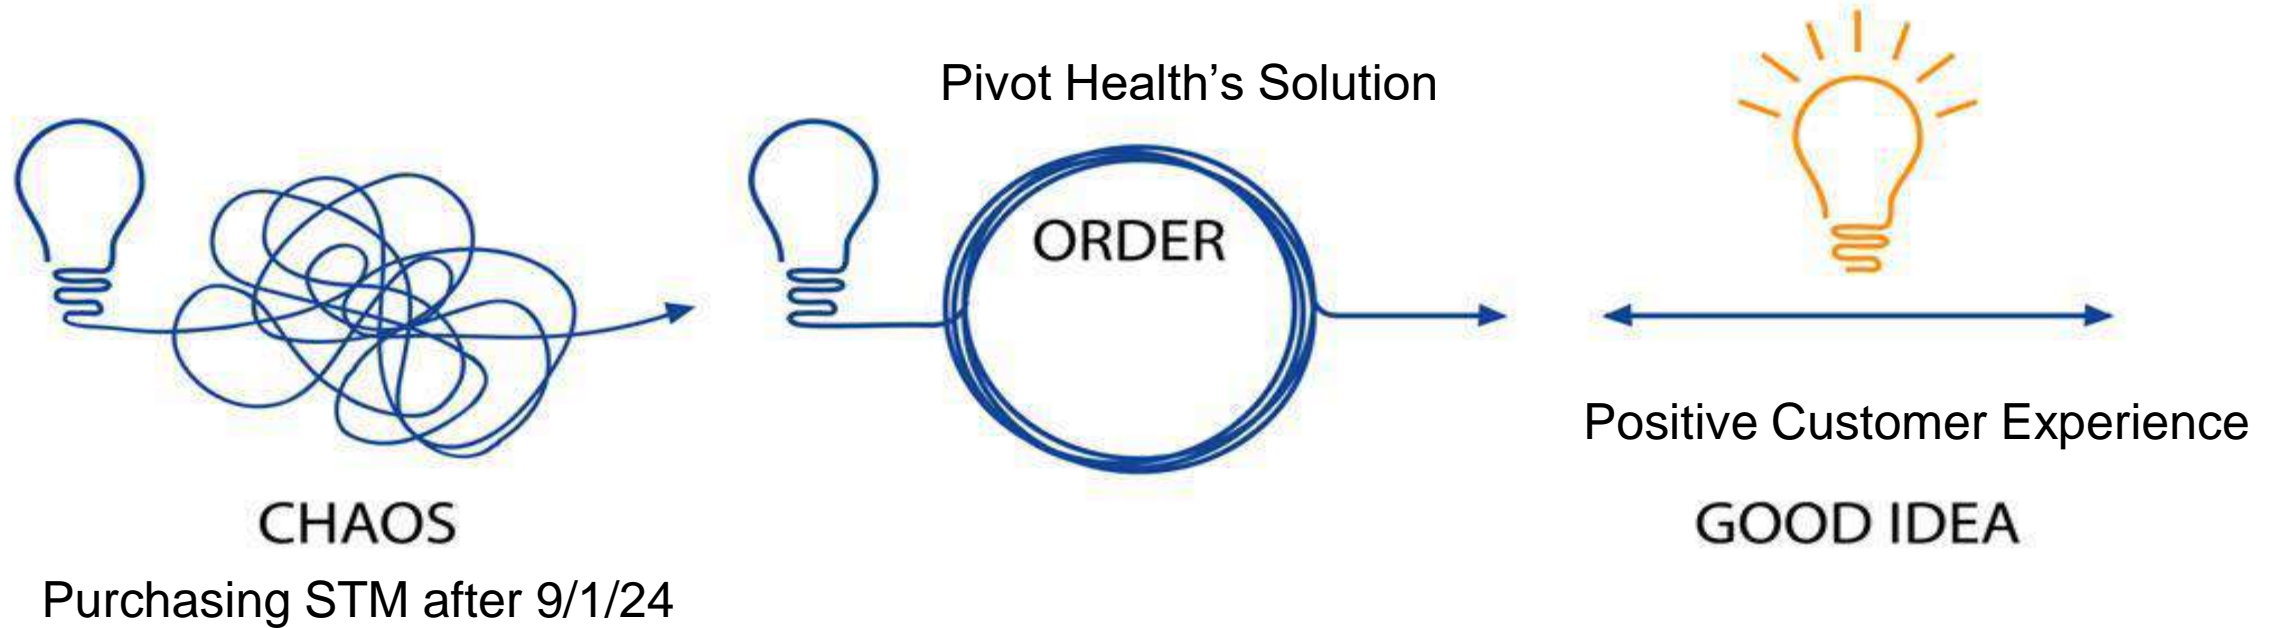 CHAOS
Purchasing STM after 9/1/24
Pivot Health’s Solution
ORDER
Positive Customer Experience
GOOD IDEA